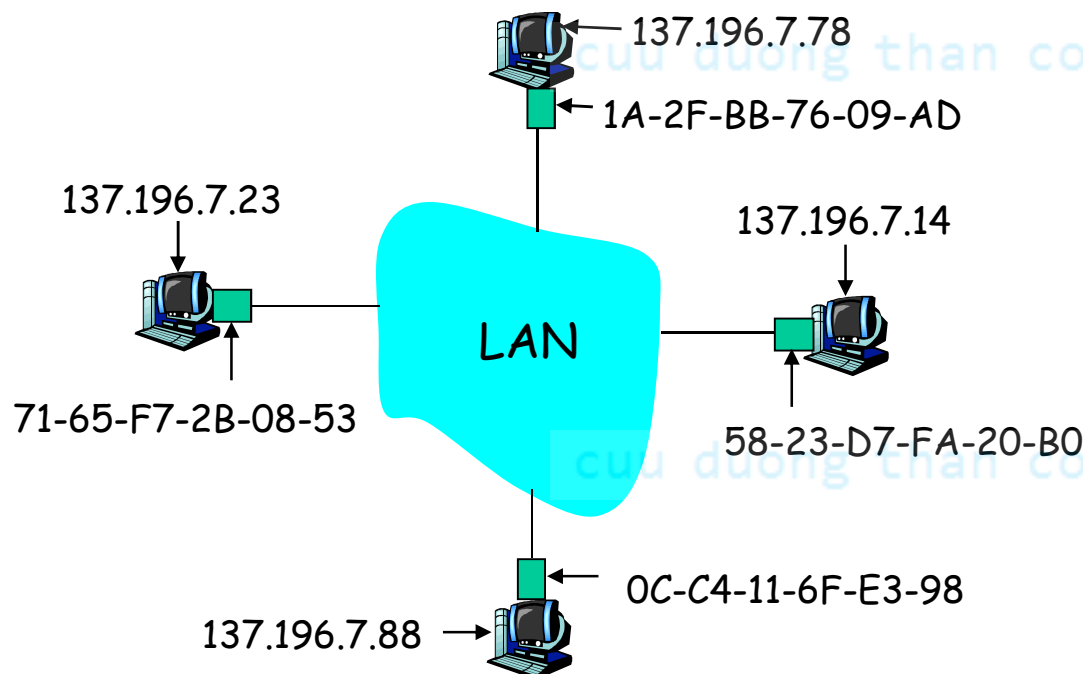 137.196.7.78
cuu duong than co
1A-2F-BB-76-09-AD
137.196.7.23
137.196.7.14
LAN
71-65-F7-2B-08-53
58-23-D7-FA-20-B0
cuu duong than co
0C-C4-11-6F-E3-98
137.196.7.88